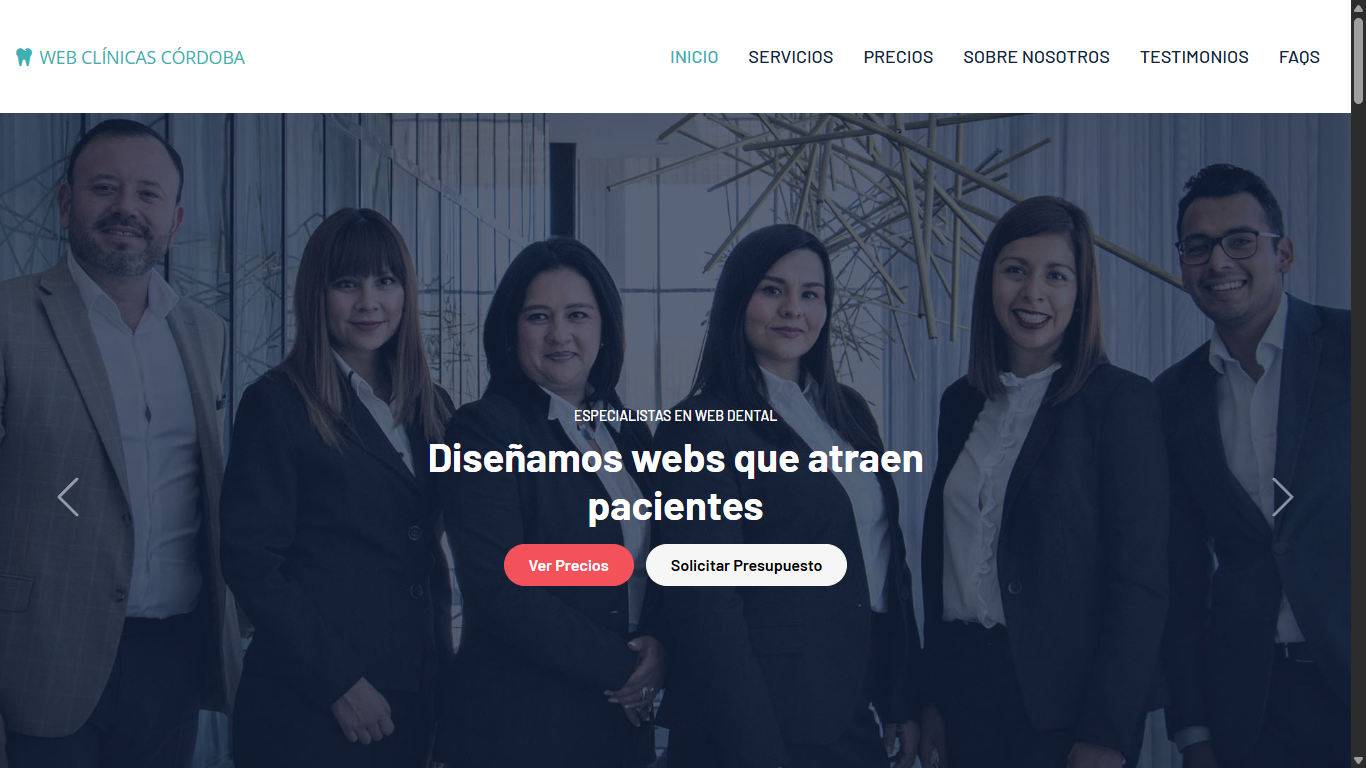 WEB CLÍNICAS CÓRDOBA
INICIO
SERVICIOS
PRECIOS
SOBRE NOSOTROS
TESTIMONIOS
FAQS
ESPECIALISTAS EN WEB DENTAL
Diseñamos webs que atraen
pacientes
Ver Precios
Solicitar Presupuesto